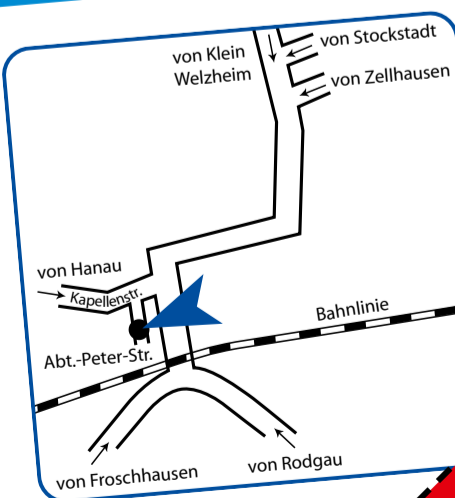 von Klein
Welzheim
von Stockstadt
von Zellhausen
von Hanau
Kapellenstr.
Abt.-Peter-Str.
Bahnlinie
von Froschhausen
von Rodgau